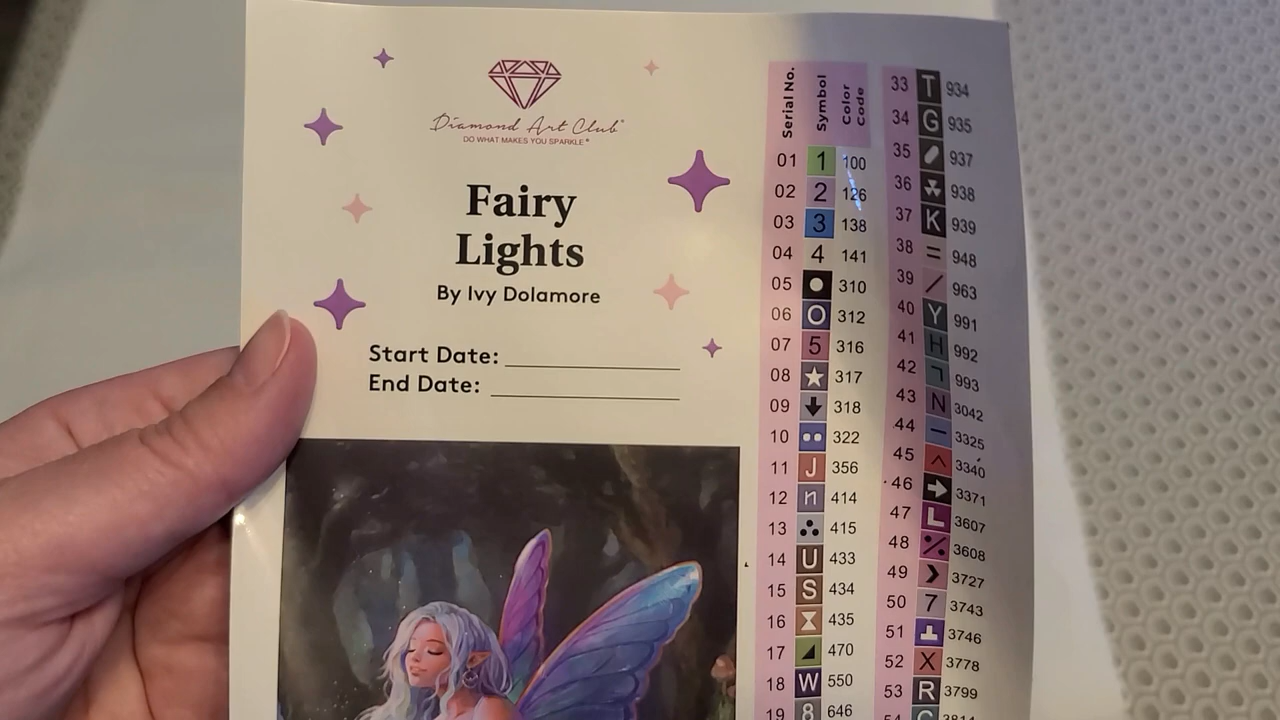 Diamond Art Club
DO WHAT MAKES YOU SPARKLE
Fairy
Lights
By Ivy Dolamore
Start Date:
End Date:
Serial No. Symbol Color Code
01 1 100
02 2 126
03 3 138
04 4 141
05 310
06 O 312
07 5 316
08 317
09 318
10 322
11 J 356
12 n 414
13 415
14 U 433
15 S 434
16 435
17 470
18 W 550
19 8 646
33 T 934
34 G 935
35 937
36 938
37 K 939
38 = 948
39 / 963
40 Y 991
41 H 992
42 993
43 N 3042
44 – 3325
45 ^ 3340
46 3371
47 L 3607
48 3608
49 3727
50 7 3743
51 3746
52 X 3778
53 R 3799